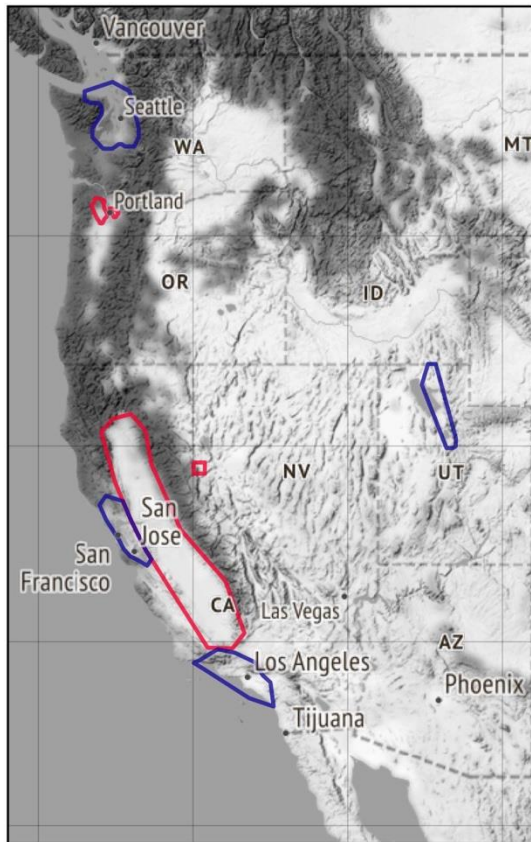 Vancouver
Seattle
WA
MT
Portland
OR
ID
NV
UT
San
Jose
San
Francisco
CA
Las Vegas
AZ
Los Angeles
Phoenix
Tijuana